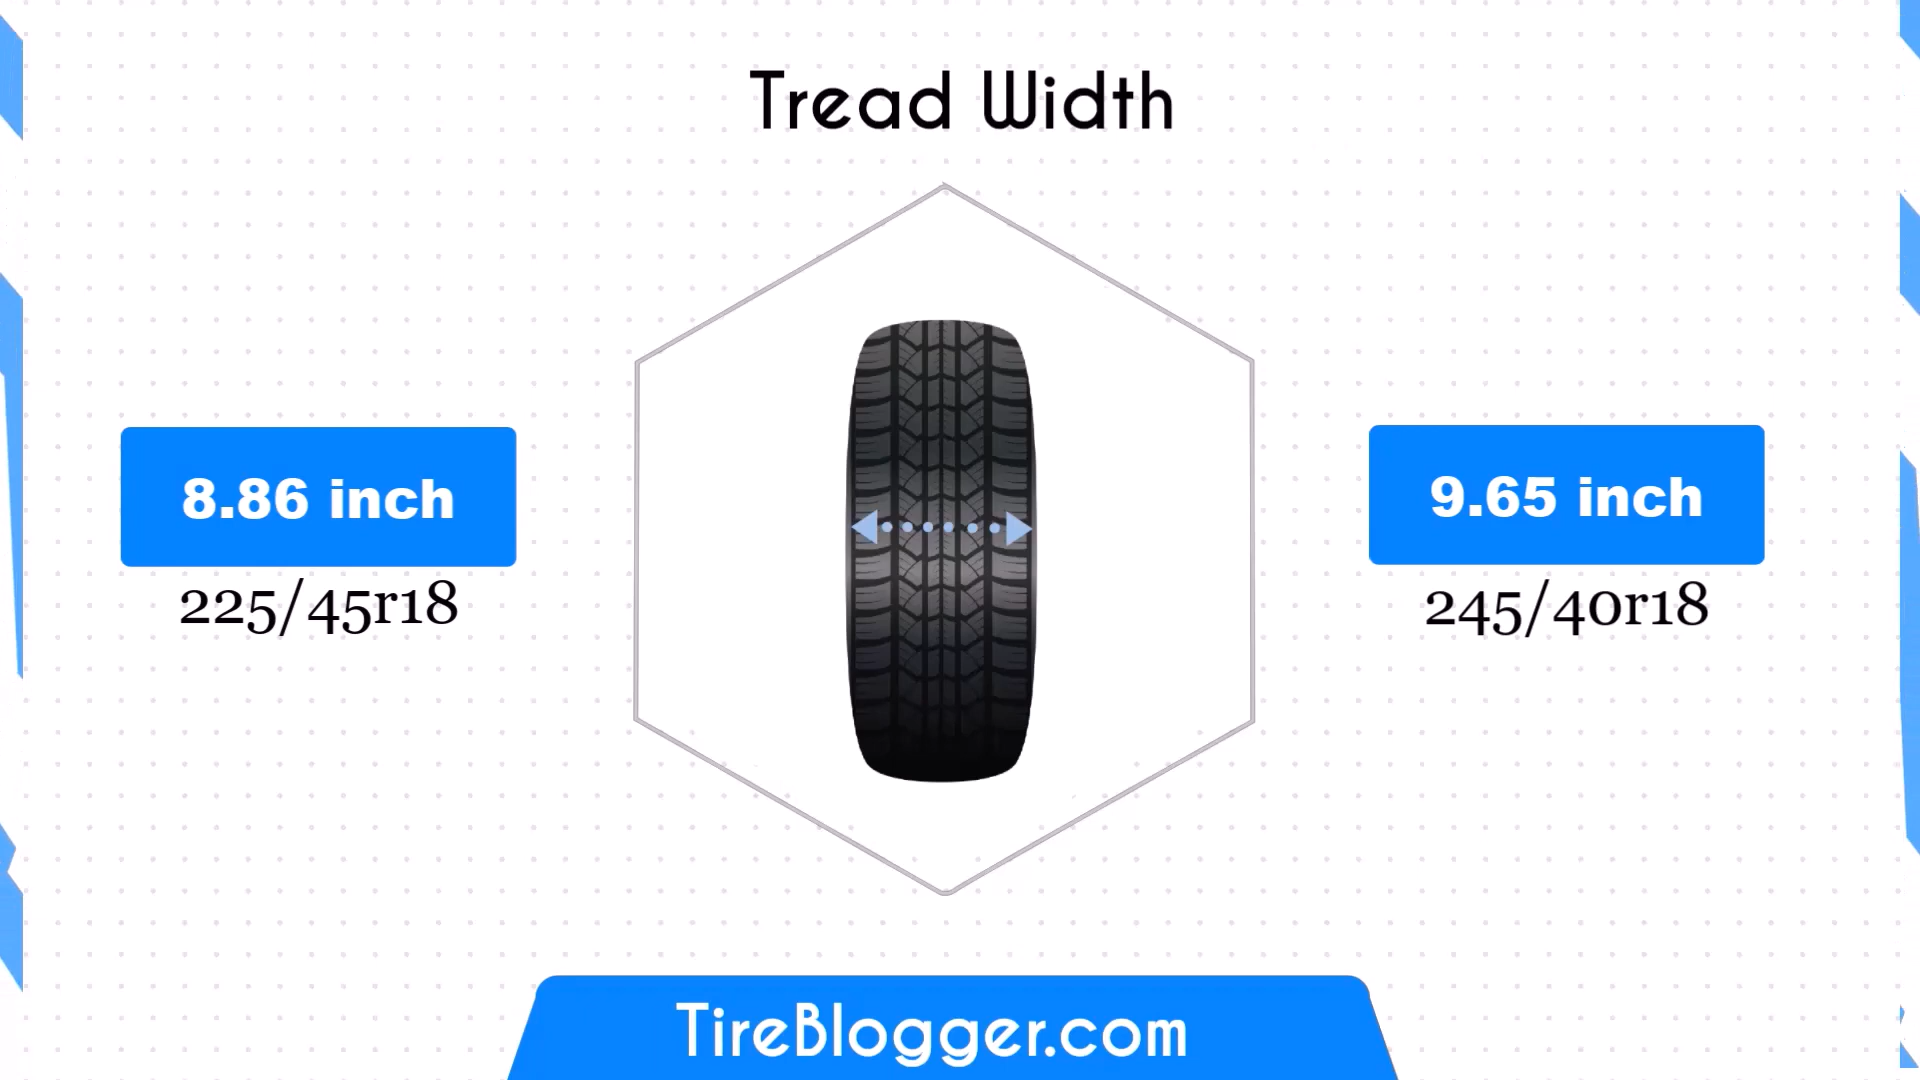 Tread Width
8.86 inch
225/45r18
9.65 inch
245/40r18
TireBlogger.com